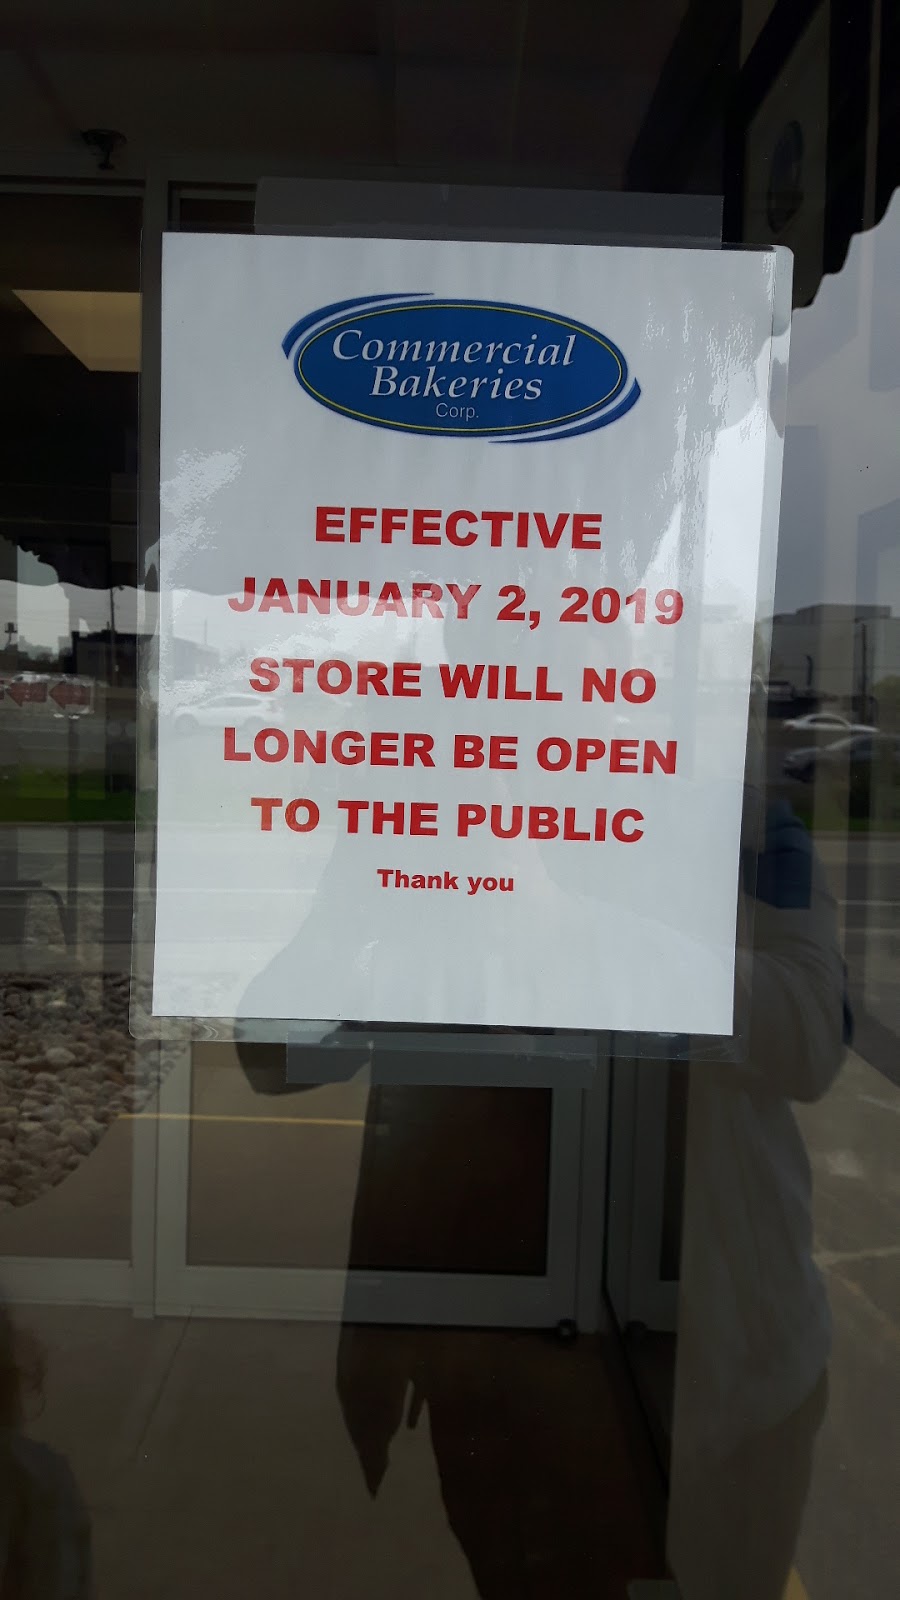 Commercial
Bakeries
Corp.
EFFECTIVE
JANUARY 2, 2019
STORE WILL NO
LONGER BE OPEN
TO THE PUBLIC
Thank you